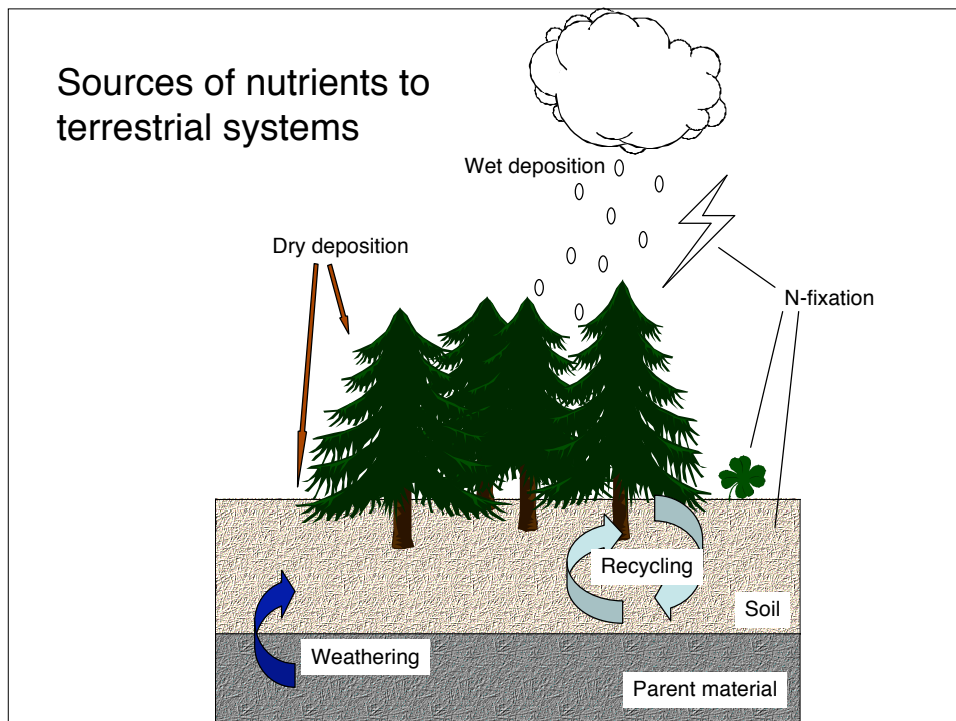 Sources of nutrients to
terrestrial systems
Wet deposition
Dry deposition
N-fixation
Recycling
Soil
Weathering
Parent material